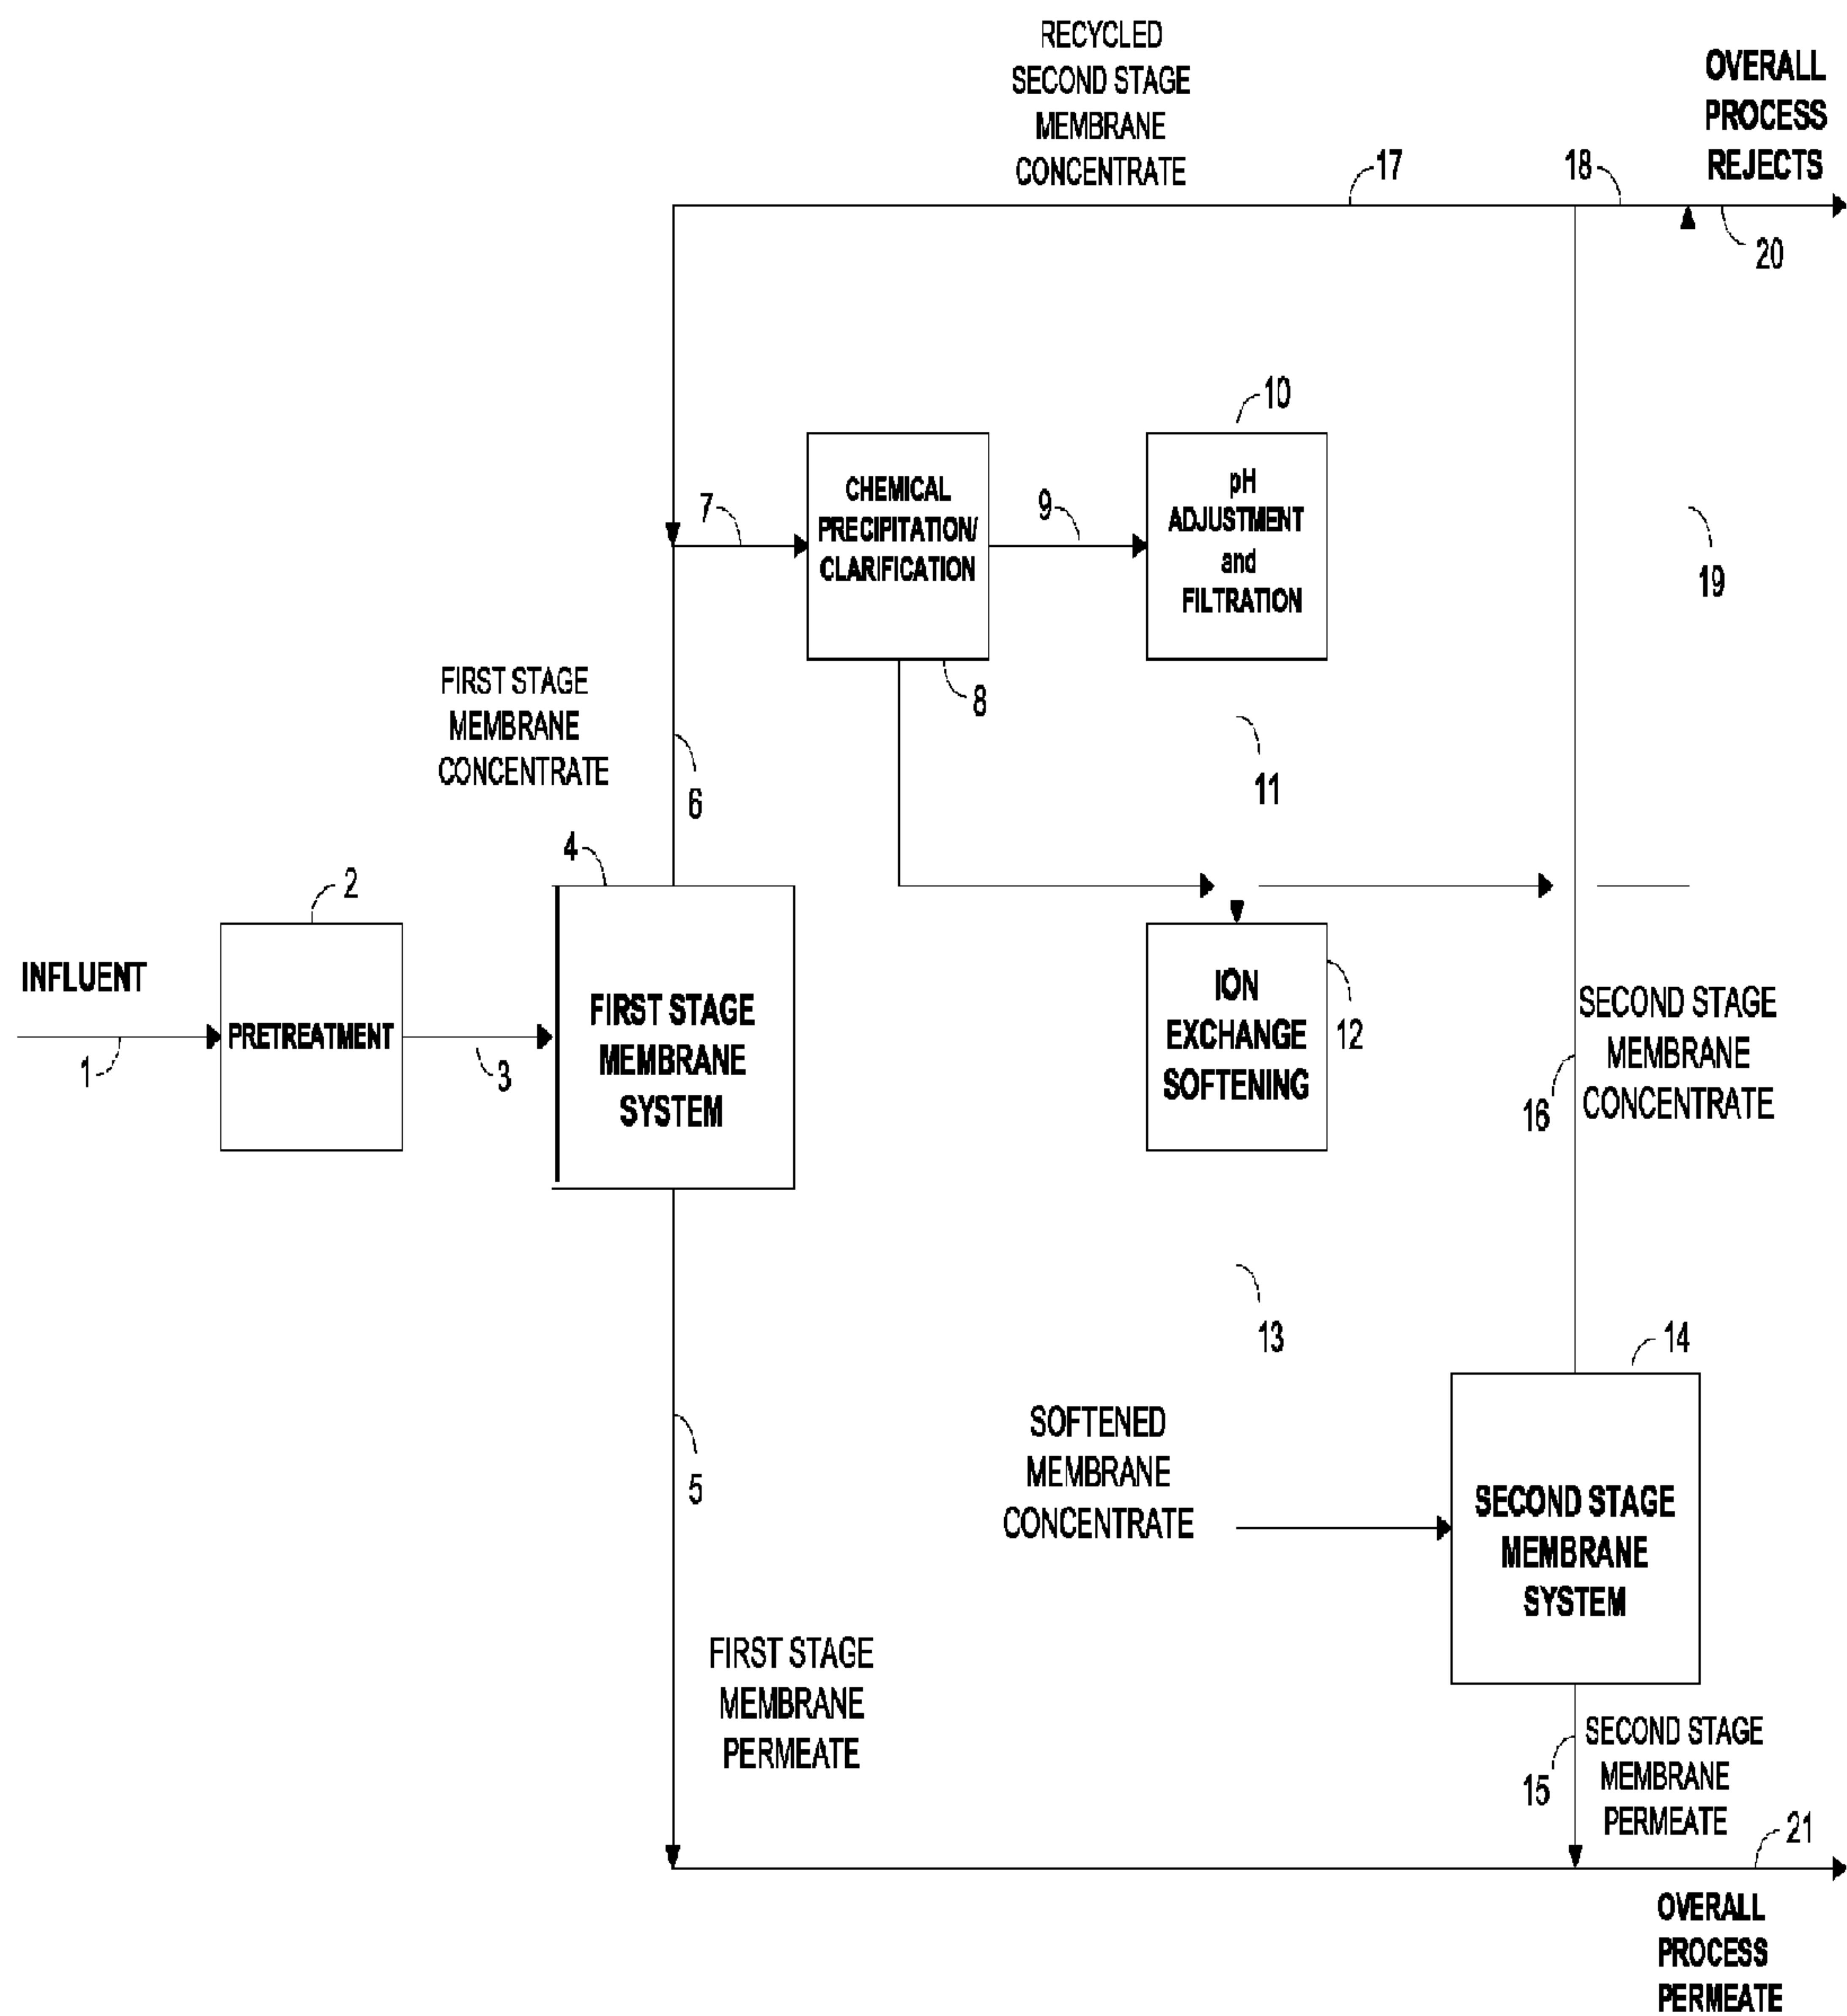 RECYCLED
SECOND STAGE
MEMBRANE
CONCENTRATE
OVERALL
PROCESS
REJECTS
17
18
20
10
7
CHEMICAL
PRECIPITATION/
CLARIFICATION
9
pH
ADJUSTMENT
and
FILTRATION
19
8
11
FIRST STAGE
MEMBRANE
CONCENTRATE
6
4
2
INFLUENT
1
PRETREATMENT
3
FIRST STAGE
MEMBRANE
SYSTEM
ION
EXCHANGE
SOFTENING
12
SECOND STAGE
MEMBRANE
CONCENTRATE
16
13
14
5
SOFTENED
MEMBRANE
CONCENTRATE
SECOND STAGE
MEMBRANE
SYSTEM
FIRST STAGE
MEMBRANE
PERMEATE
SECOND STAGE
MEMBRANE
PERMEATE
15
21
OVERALL
PROCESS
PERMEATE